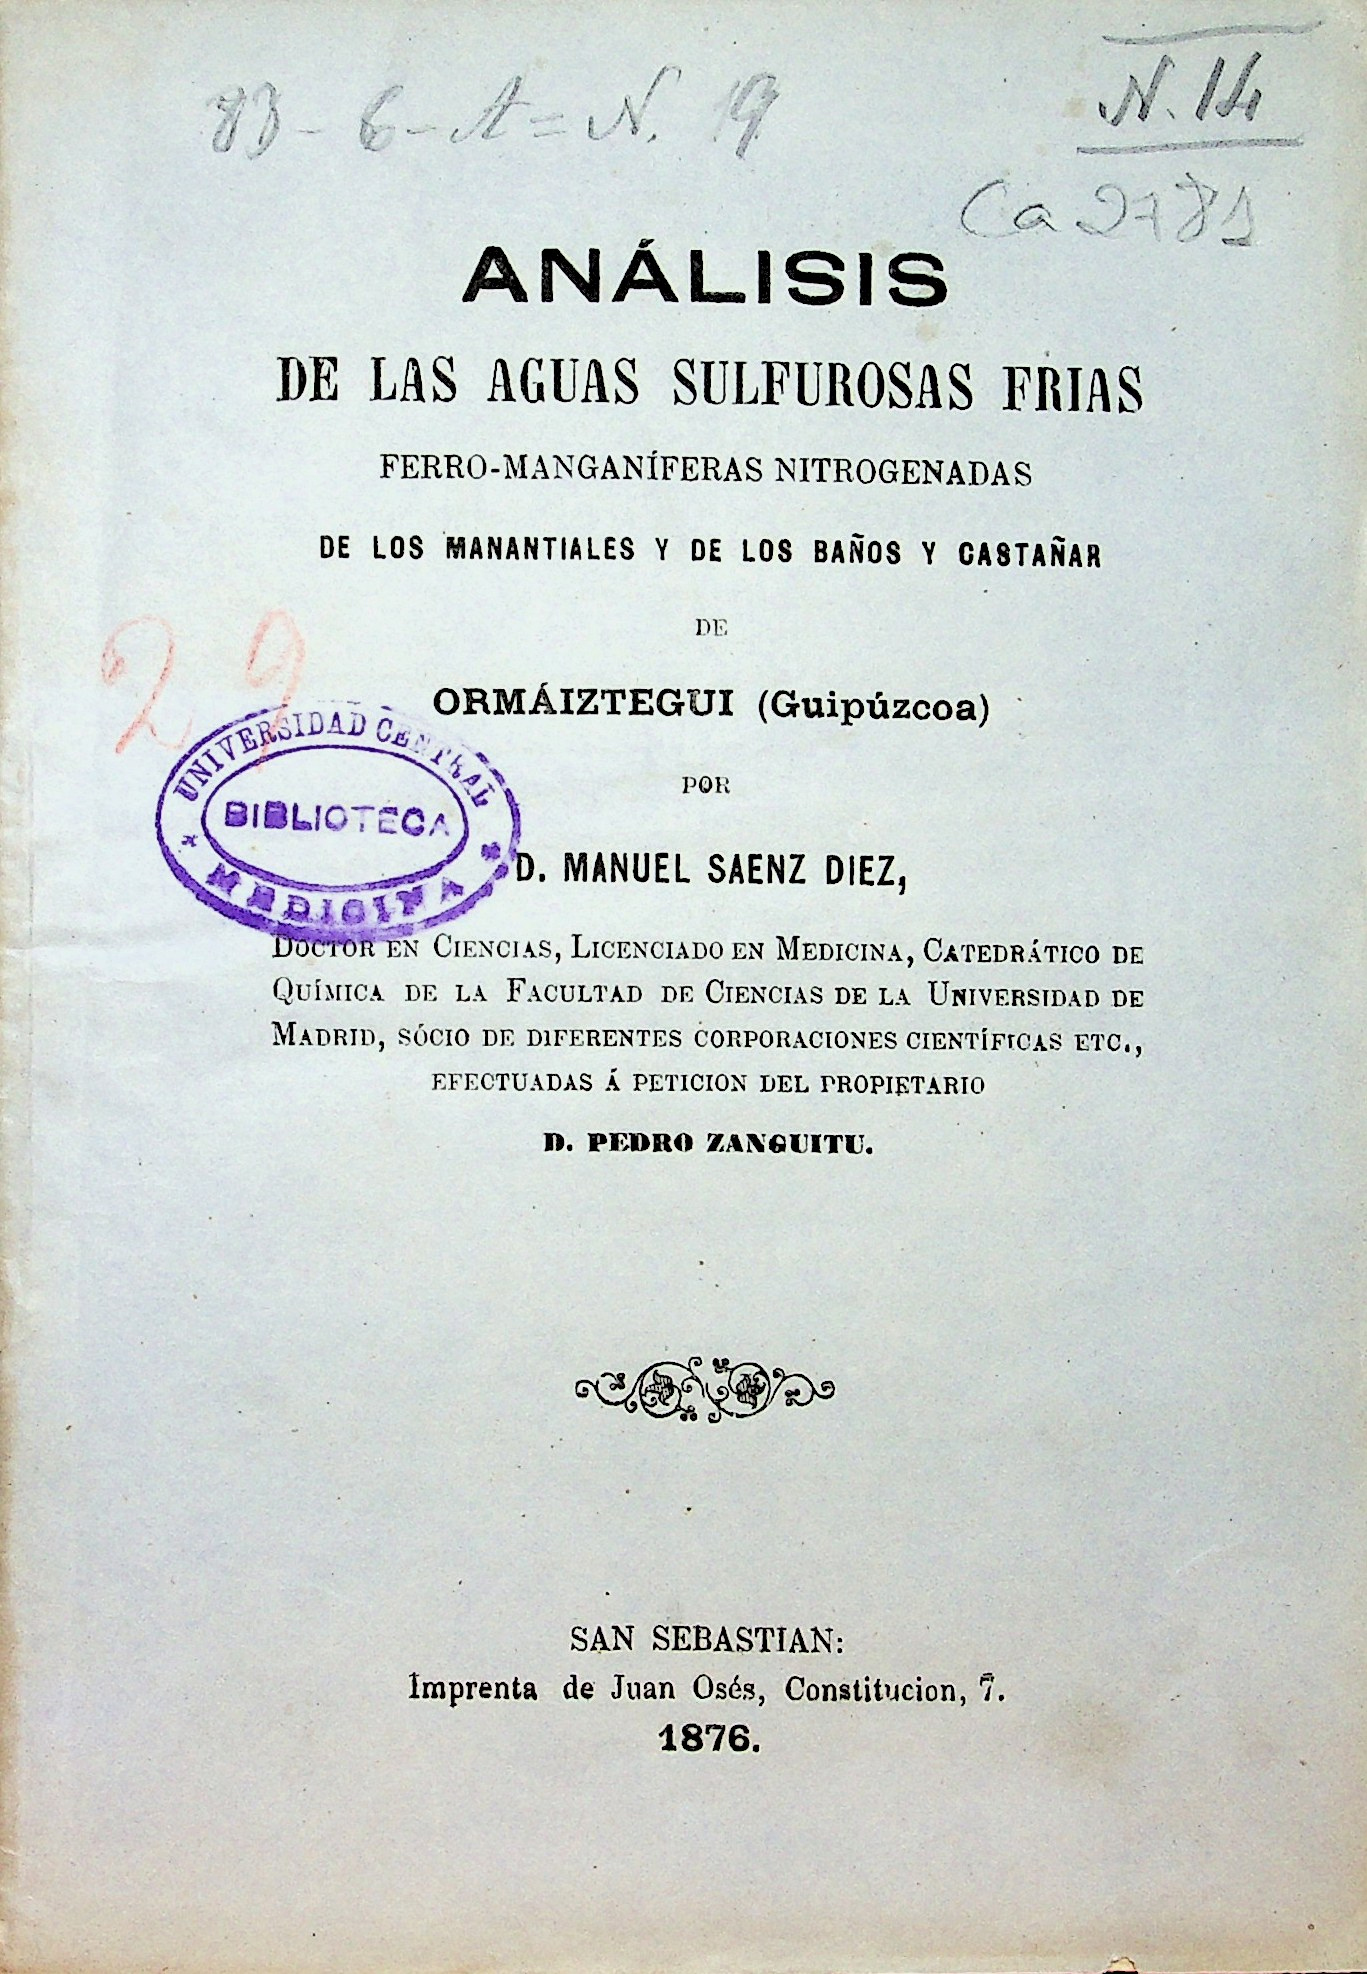 83-6-A=N. 19
N. 14
Ca 2781
ANÁLISIS
DE LAS AGUAS SULFUROSAS FRIAS
FERRO-MANGANÍFERAS NITROGENADAS
DE LOS MANANTIALES Y DE LOS BAÑOS Y CASTAÑAR
DE
ORMÁIZTEGUI (Guipúzcoa)
29
UNIVERSIDAD CENTRAL
BIBLIOTECA
MEDICINA
POR
D. MANUEL SAENZ DIEZ,
DOCTOR EN CIENCIAS, LICENCIADO EN MEDICINA, CATEDRÁTICO DE
QUÍMICA DE LA FACULTAD DE CIENCIAS DE LA UNIVERSIDAD DE
MADRID, SÓCIO DE DIFERENTES CORPORACIONES CIENTÍFICAS ETC.,
EFECTUADAS Á PETICION DEL PROPIETARIO
D. PEDRO ZANGUITU.
SAN SEBASTIAN:
Imprenta de Juan Osés, Constitucion, 7.
1876.